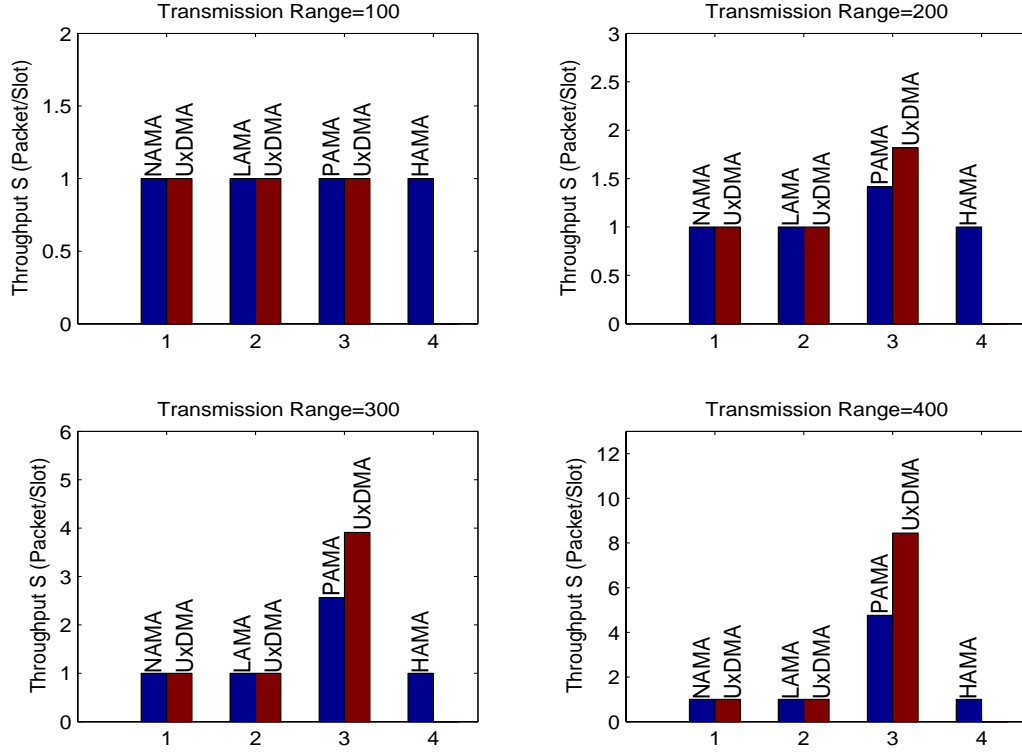 Transmission Range=100
Throughput S (Packet/Slot)
2
1.5
1
0.5
0
NAMA
UxDMA
LAMA
UxDMA
PAMA
UxDMA
HAMA
1 2 3 4
Transmission Range=200
Throughput S (Packet/Slot)
3
2.5
2
1.5
1
0.5
0
NAMA
UxDMA
LAMA
UxDMA
PAMA
UxDMA
HAMA
1 2 3 4
Transmission Range=300
Throughput S (Packet/Slot)
6
5
4
3
2
1
0
NAMA
UxDMA
LAMA
UxDMA
PAMA
UxDMA
HAMA
1 2 3 4
Transmission Range=400
Throughput S (Packet/Slot)
12
10
8
6
4
2
0
NAMA
UxDMA
LAMA
UxDMA
PAMA
UxDMA
HAMA
1 2 3 4